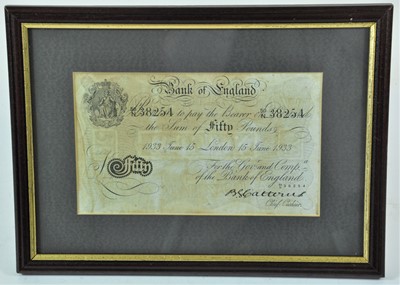 Bank of England
38254 to pay the Bearer on 38254
the Sum of Fifty Pounds
1933 June 15 London 15 June 1933
For the Govr. and Compa.
Fifty of the Bank of England
B G Catterns
Chief Cashier